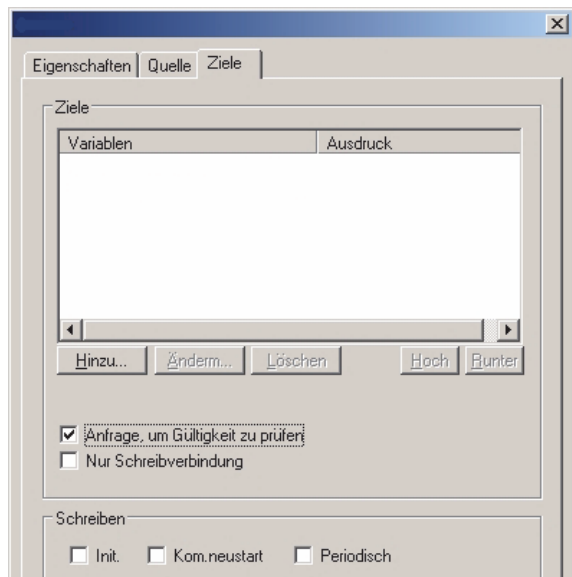 Eigenschaften Quelle Ziele
Ziele
Variablen Ausdruck
Hinzu... Änderm... Löschen Hoch Runter
Anfrage, um Gültigkeit zu prüfen
Nur Schreibverbindung
Schreiben
Init. Kom.neustart Periodisch